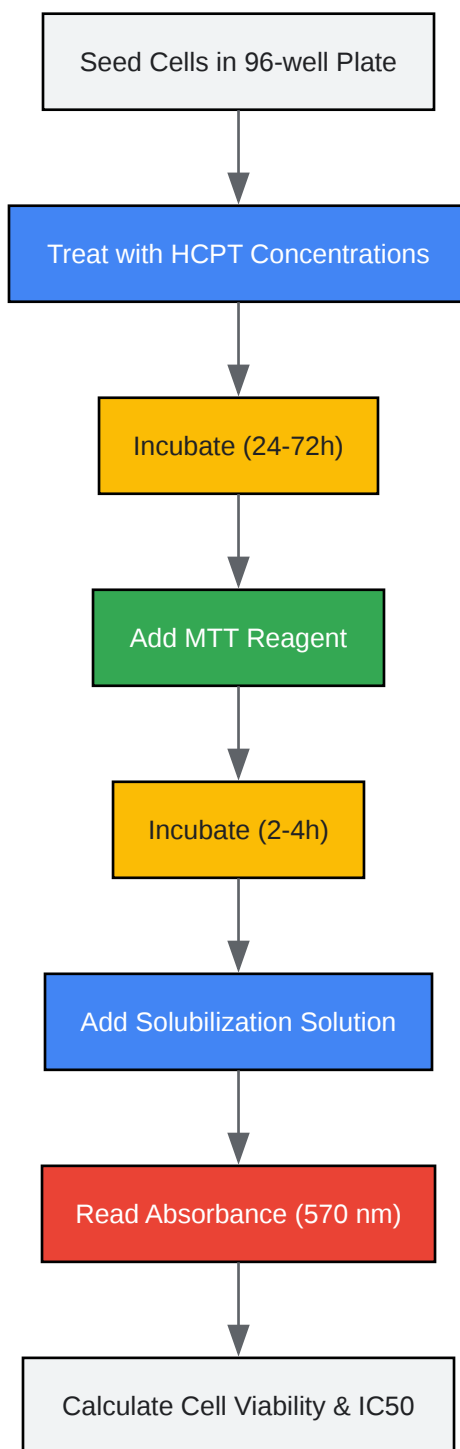 Seed Cells in 96-well Plate
Treat with HCPT Concentrations
Incubate (24-72h)
Add MTT Reagent
Incubate (2-4h)
Add Solubilization Solution
Read Absorbance (570 nm)
Calculate Cell Viability & IC50